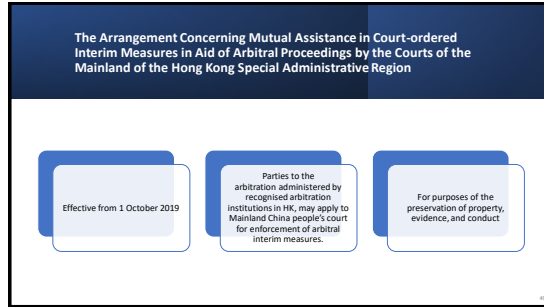 The Arrangement Concerning Mutual Assistance in Court-ordered
Interim Measures in Aid of Arbitral Proceedings by the Courts of the
Mainland of the Hong Kong Special Administrative Region
Effective from 1 October 2019
Parties to the
arbitration administered by
recognised arbitration
institutions in HK, may apply to
Mainland China people's court
for enforcement of arbitral
interim measures.
For purposes of the
preservation of property,
evidence, and conduct